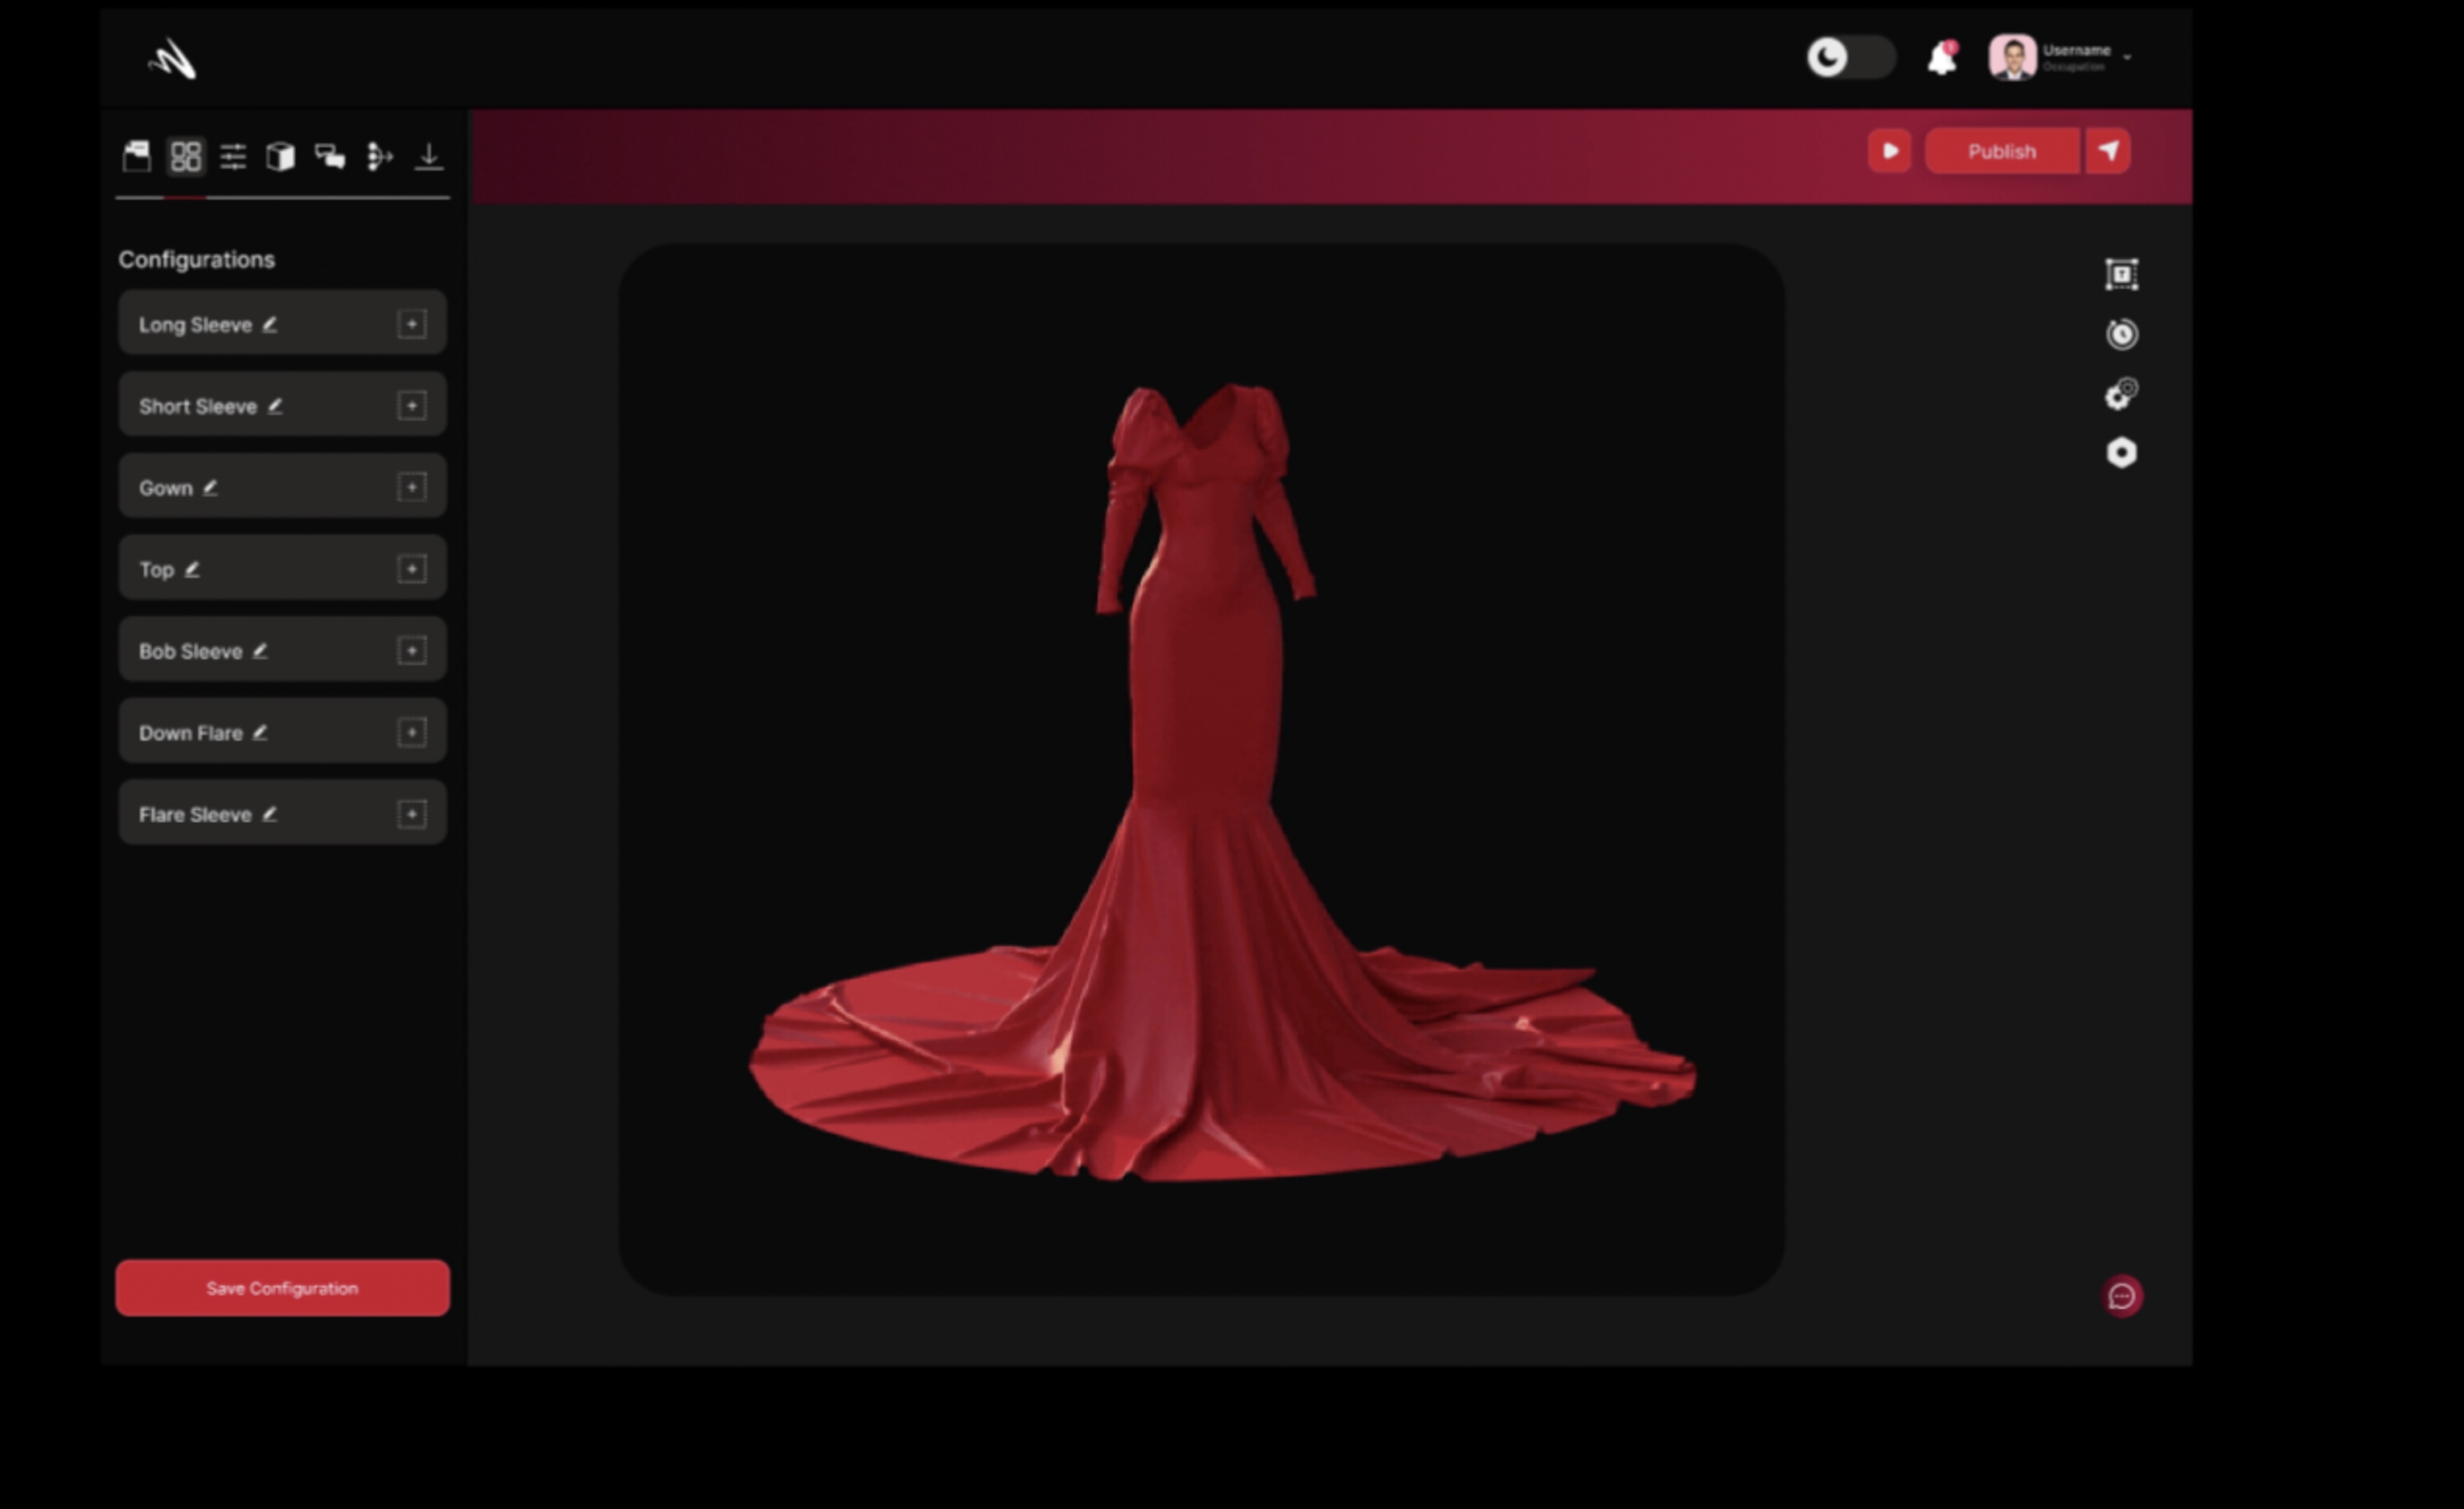 Username
Occupation
Publish
Configurations
Long Sleeve
Short Sleeve
Gown
Top
Bob Sleeve
Down Flare
Flare Sleeve
Save Configuration